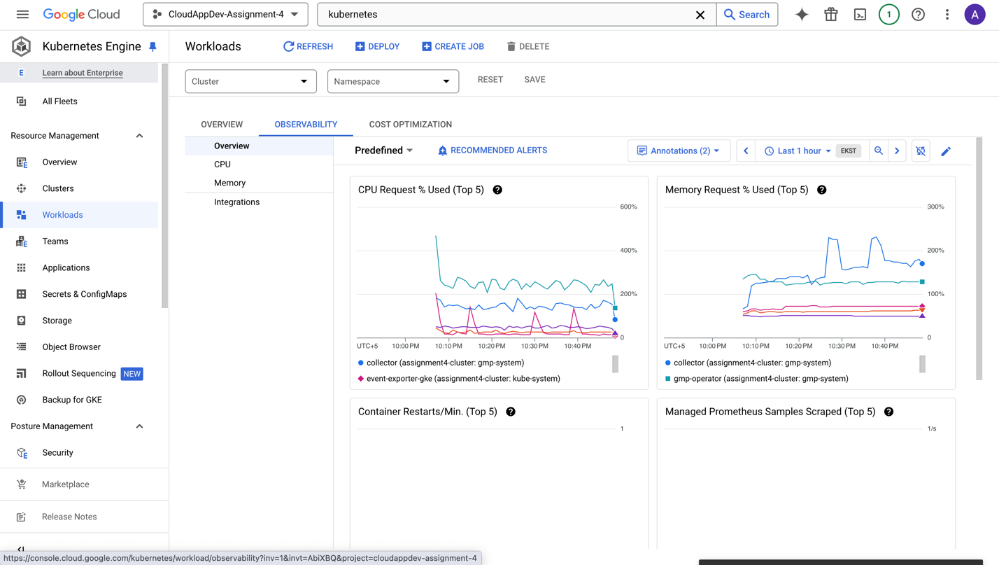 Google Cloud
CloudAppDev-Assignment-4
kubernetes
Search
1
A
Kubernetes Engine
Workloads
REFRESH
DEPLOY
CREATE JOB
DELETE
E
Learn about Enterprise
All Fleets
Resource Management
Overview
Clusters
Workloads
Teams
Applications
Secrets & ConfigMaps
Storage
Object Browser
Rollout Sequencing NEW
Backup for GKE
Posture Management
Security
Marketplace
Release Notes
Cluster
Namespace
RESET
SAVE
OVERVIEW
OBSERVABILITY
COST OPTIMIZATION
Overview
CPU
Memory
Integrations
Predefined
RECOMMENDED ALERTS
Annotations (2)
Last 1 hour
EKST
CPU Request % Used (Top 5)
600%
400%
200%
0
UTC+5 10:00 PM 10:10 PM 10:20 PM 10:30 PM 10:40 PM
collector (assignment4-cluster: gmp-system)
event-exporter-gke (assignment4-cluster: kube-system)
Memory Request % Used (Top 5)
300%
200%
100%
0
UTC+5 10:00 PM 10:10 PM 10:20 PM 10:30 PM 10:40 PM
collector (assignment4-cluster: gmp-system)
gmp-operator (assignment4-cluster: gmp-system)
Container Restarts/Min. (Top 5)
1
Managed Prometheus Samples Scraped (Top 5)
1/s
https://console.cloud.google.com/kubernetes/workload/observability?inv=1&invt=AbiXBQ&project=cloudappdev-assignment-4